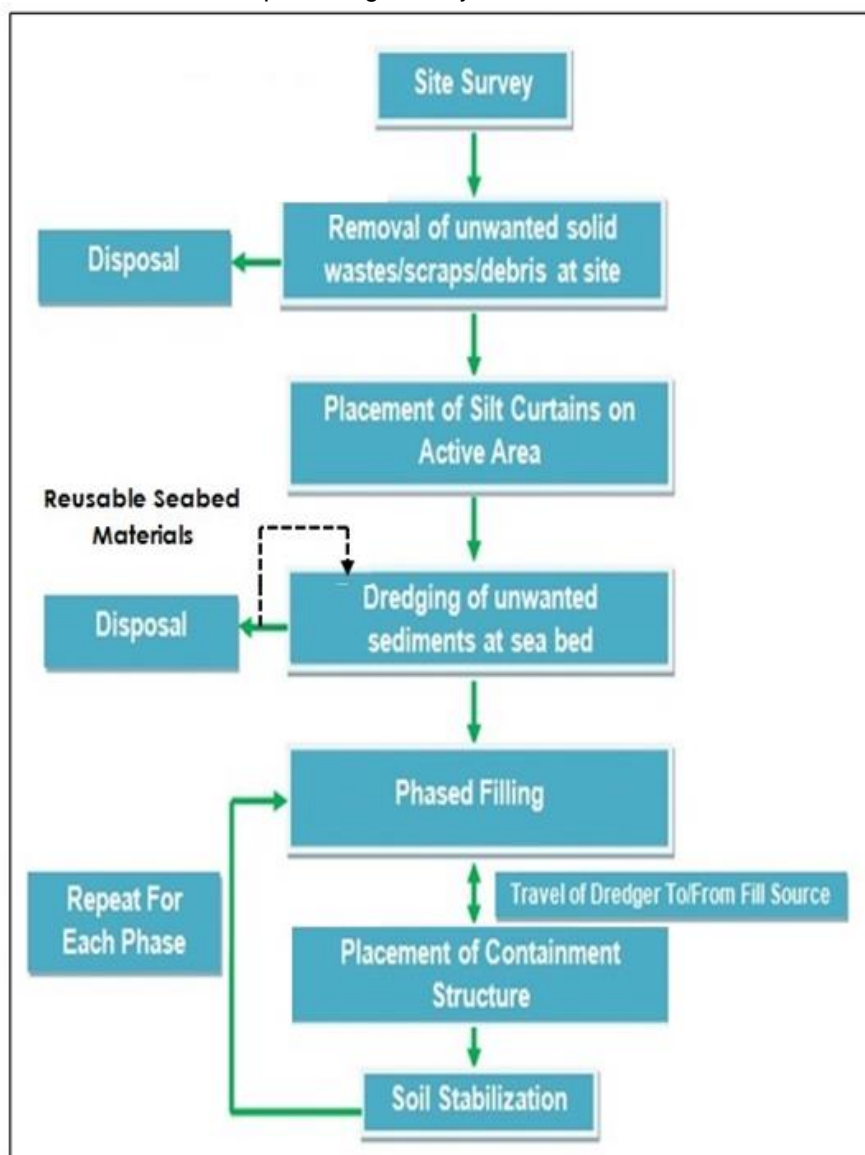 Site Survey
Disposal
Removal of unwanted solid
wastes/scraps/debris at site
Placement of Silt Curtains on
Active Area
Reusable Seabed
Materials
Disposal
Dredging of unwanted
sediments at sea bed
Phased Filling
Travel of Dredger To/From Fill Source
Repeat For
Each Phase
Placement of Containment
Structure
Soil Stabilization